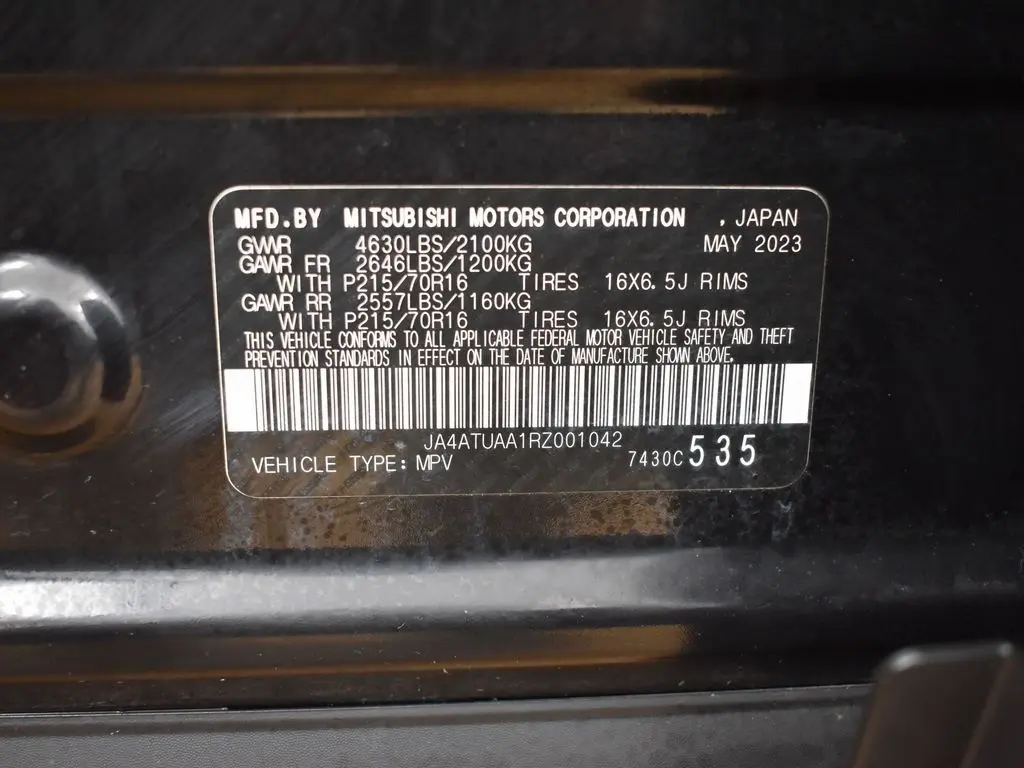 MFD.BY MITSUBISHI MOTORS CORPORATION , JAPAN
GVWR 4630LBS/2100KG MAY 2023
GAWR FR 2646LBS/1200KG
WITH P215/70R16 TIRES 16X6.5J RIMS
GAWR RR 2557LBS/1160KG
WITH P215/70R16 TIRES 16X6.5J RIMS
THIS VEHICLE CONFORMS TO ALL APPLICABLE FEDERAL MOTOR VEHICLE SAFETY AND THEFT
PREVENTION STANDARDS IN EFFECT ON THE DATE OF MANUFACTURE SHOWN ABOVE.
JA4ATUAA1RZ001042
VEHICLE TYPE: MPV 7430C 535